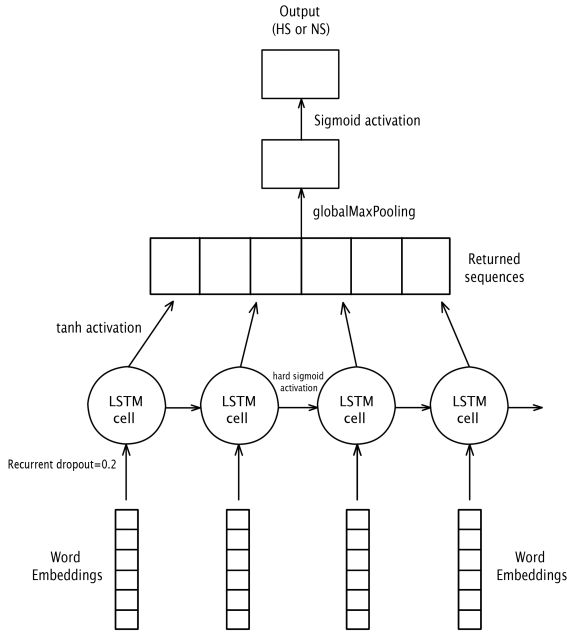 Output
(HS or NS)
Sigmoid activation
globalMaxPooling
Returned
sequences
tanh activation
hard sigmoid
activation
LSTM
cell
LSTM
cell
LSTM
cell
LSTM
cell
Recurrent dropout=0.2
Word
Embeddings
Word
Embeddings